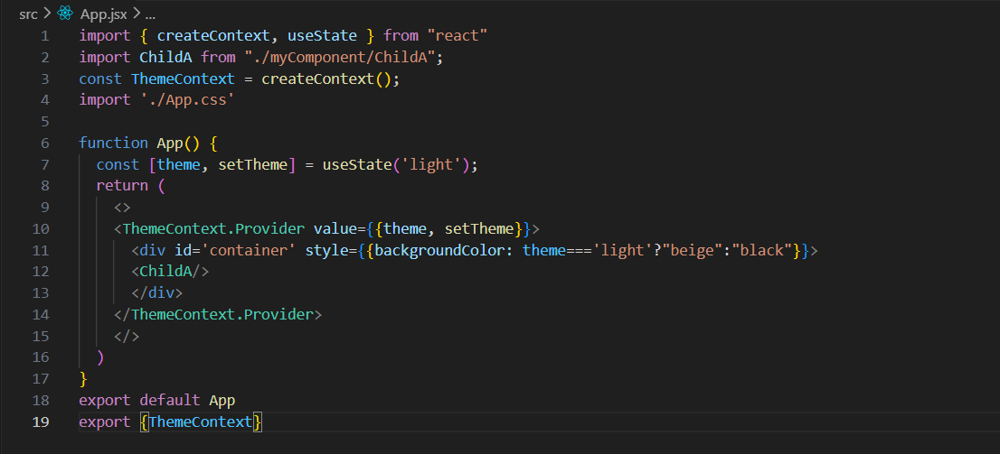 src > App.jsx > ...
1 import { createContext, useState } from "react"
2 import ChildA from "./myComponent/ChildA";
3 const ThemeContext = createContext();
4 import './App.css'
5
6 function App() {
7   const [theme, setTheme] = useState('light');
8   return (
9     <>
10     <ThemeContext.Provider value={{theme, setTheme}}>
11       <div id='container' style={{backgroundColor: theme==='light'?"beige":"black"}}>
12       <ChildA/>
13       </div>
14     </ThemeContext.Provider>
15     </>
16   )
17 }
18 export default App
19 export {ThemeContext}